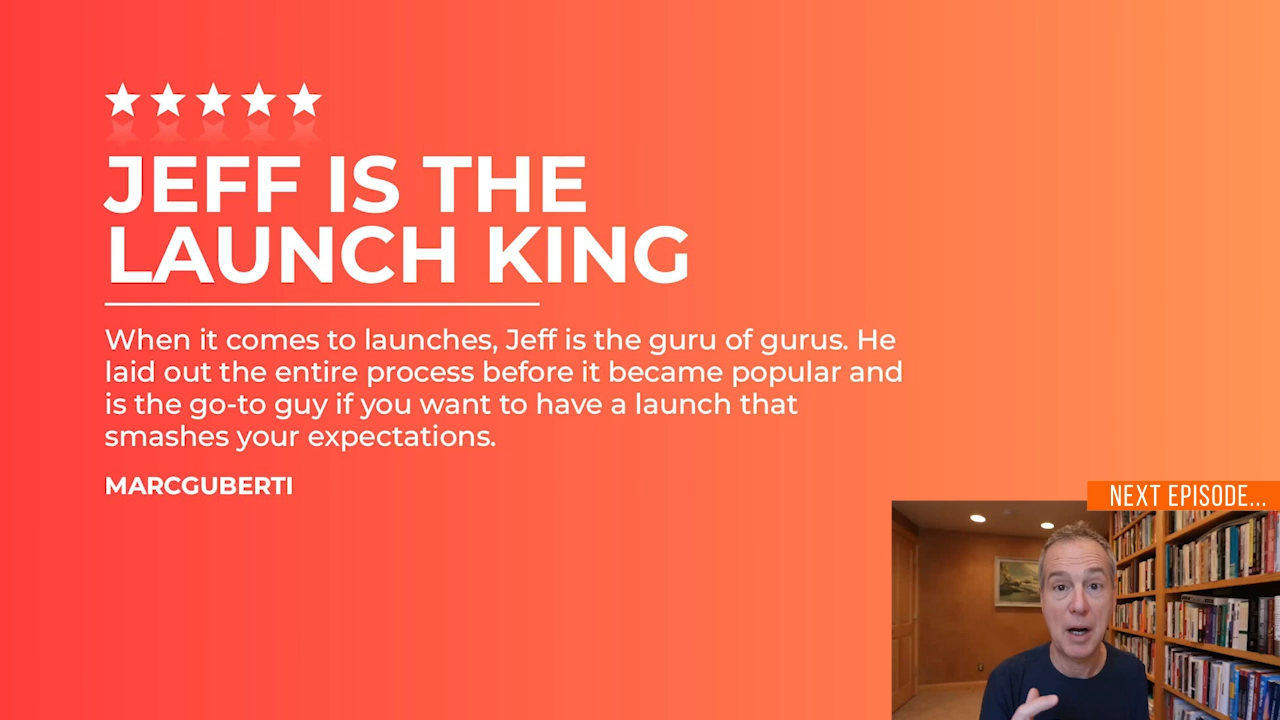 JEFF IS THE
LAUNCH KING
When it comes to launches, Jeff is the guru of gurus. He
laid out the entire process before it became popular and
is the go-to guy if you want to have a launch that
smashes your expectations.
MARCGUBERTI
NEXT EPISODE...